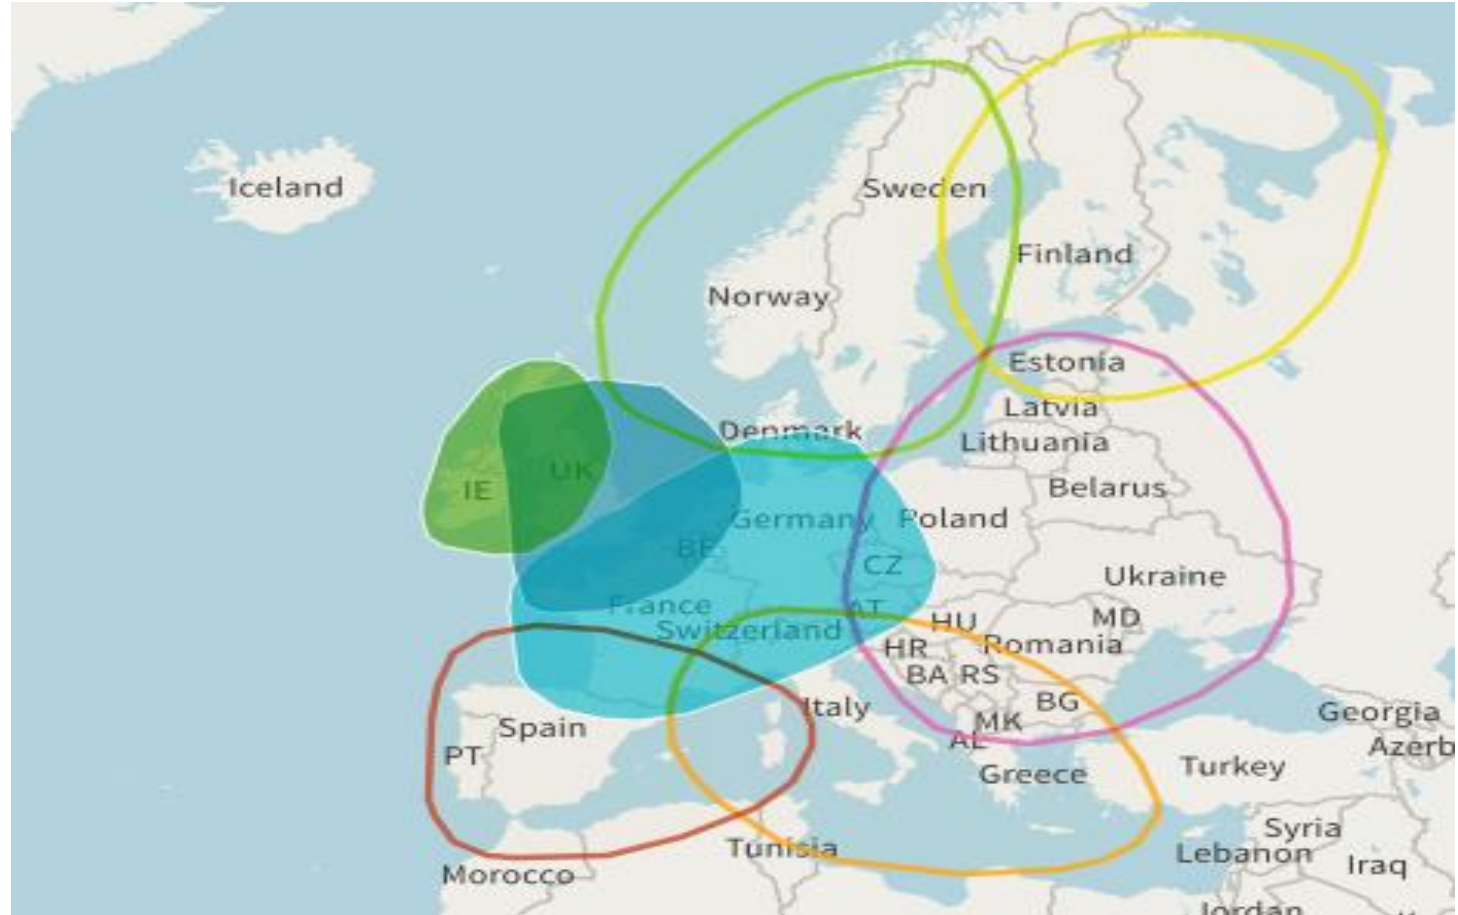 Iceland
Sweden
Finland
Norway
Estonia
Latvia
Denmark
Lithuania
UK
IE
Belarus
Germany
Poland
BE
CZ
Ukraine
France
AT
HU
MD
Switzerland
Romania
HR
BA
RS
BG
Italy
Georgia
MK
Spain
AL
Azerb
PT
Greece
Turkey
Syria
Tunisia
Lebanon
Iraq
Morocco
Jordan